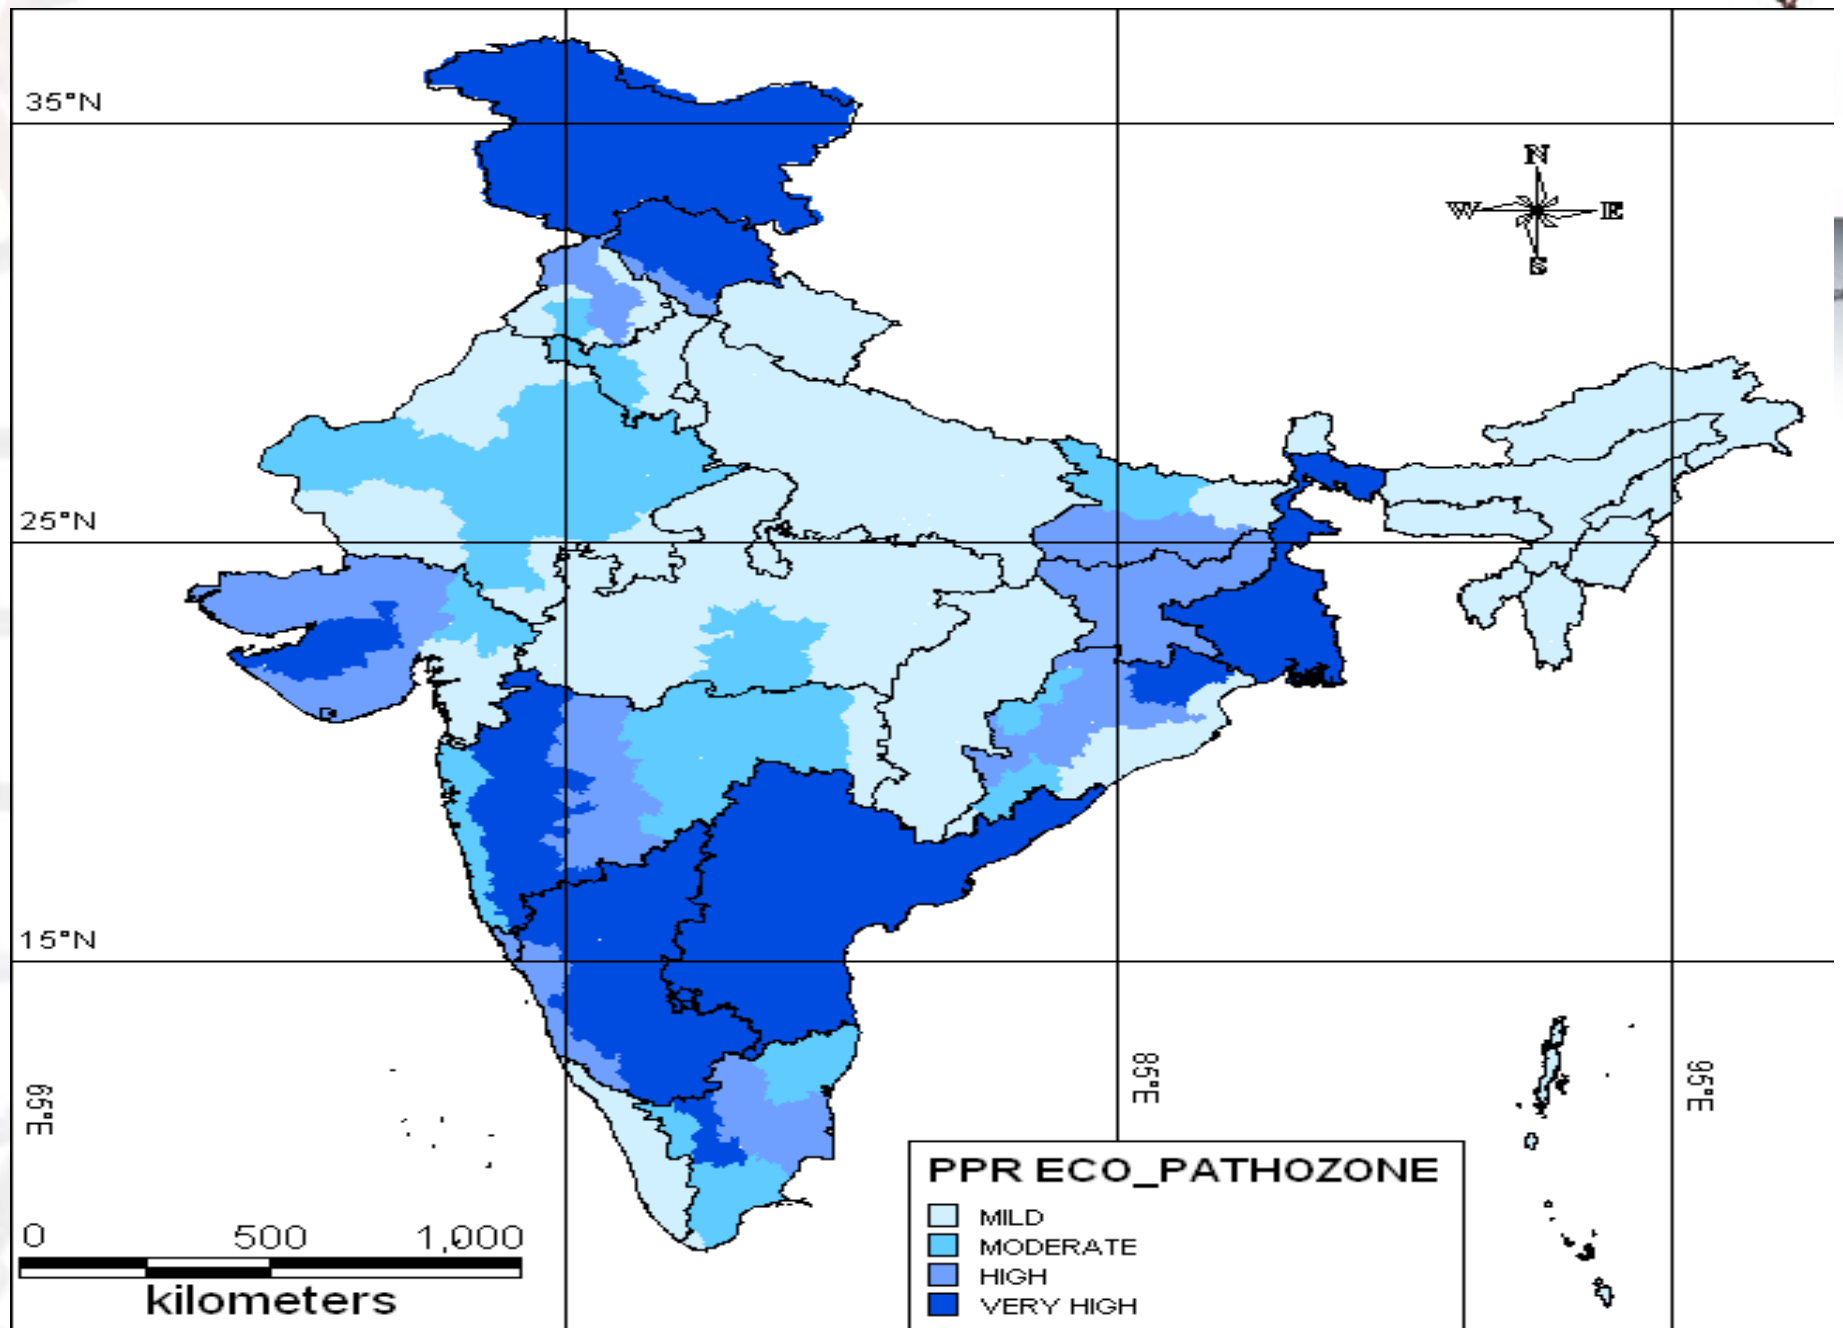 35°N
N
W E
S
25°N
15°N
65°E
85°E
95°E
PPR ECO_PATHOZONE
MILD
MODERATE
HIGH
VERY HIGH
0 500 1,000
kilometers